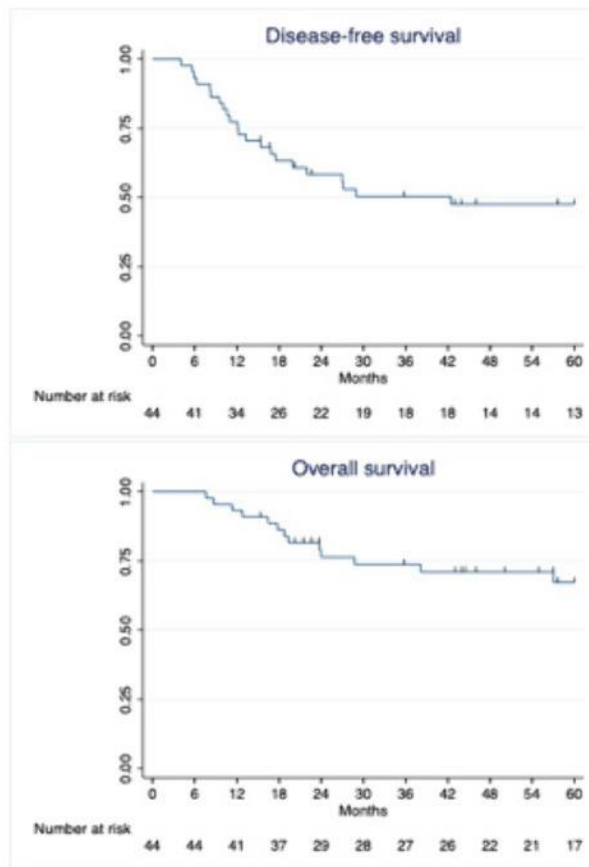 Disease-free survival
1.00
0.75
0.50
0.25
0.00
0 6 12 18 24 30 36 42 48 54 60
Months
Number at risk
44 41 34 26 22 19 18 18 14 14 13
Overall survival
1.00
0.75
0.50
0.25
0.00
0 6 12 18 24 30 36 42 48 54 60
Months
Number at risk
44 44 41 37 29 28 27 26 22 21 17